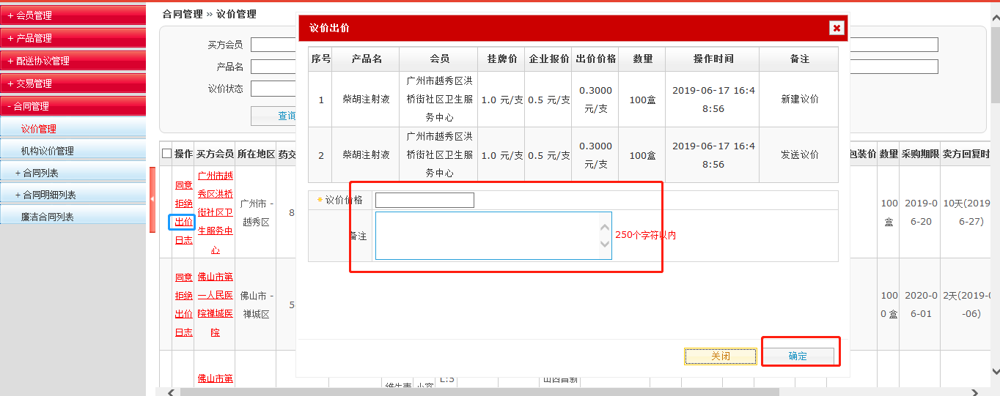 + 会员管理
+ 产品管理
+ 配送协议管理
+ 交易管理
- 合同管理
议价管理
机构议价管理
+ 合同列表
+ 合同明细列表
廉洁合同列表
合同管理 » 议价管理
买方会员
产品名
议价状态
查询
操作 买方会员 所在地区 药交
同意
拒绝
出价
日志
广州市越
秀区洪桥
街社区卫
生服务中
心
广州市 -
越秀区
8
同意
拒绝
出价
日志
佛山市第
一人民医
院禅城医
院
佛山市 -
禅城区
5
佛山市第
议价出价
序号 产品名 会员 挂牌价 企业报价 出价价格 数量 操作时间 备注
1 柴胡注射液
广州市越秀区洪
桥街社区卫生服
务中心
1.0 元/支 0.5 元/支
0.3000
元/支
100盒
2019-06-17 16:4
8:56
新建议价
2 柴胡注射液
广州市越秀区洪
桥街社区卫生服
务中心
1.0 元/支 0.5 元/支
0.3000
元/支
100盒
2019-06-17 16:4
8:56
发送议价
议价价格
备注
250个字符以内
关闭 确定
包装价 数量 采购期限 卖方回复时
100
盒
2019-0
6-20
10天(2019-0
6-27)
100
0 盒
2020-0
6-01
2天(2019-0
-06)